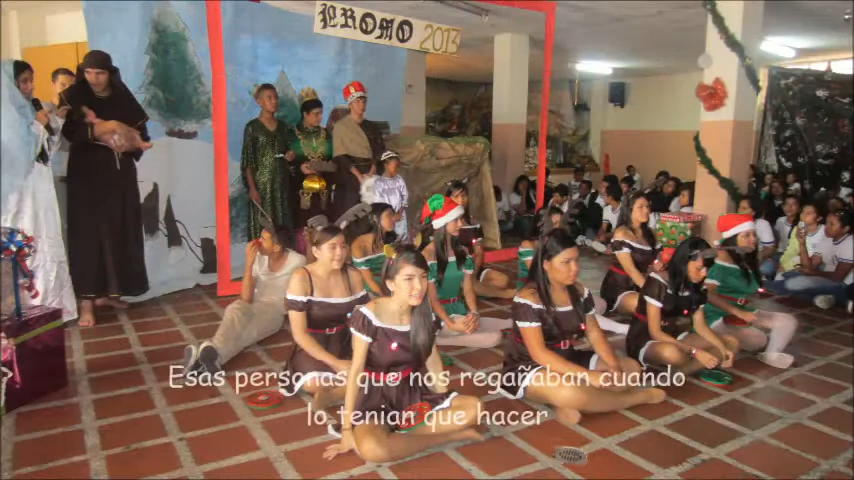 PROMO 2013
¡Esas personas que nos regañaban cuando
lo tenian que hacer.